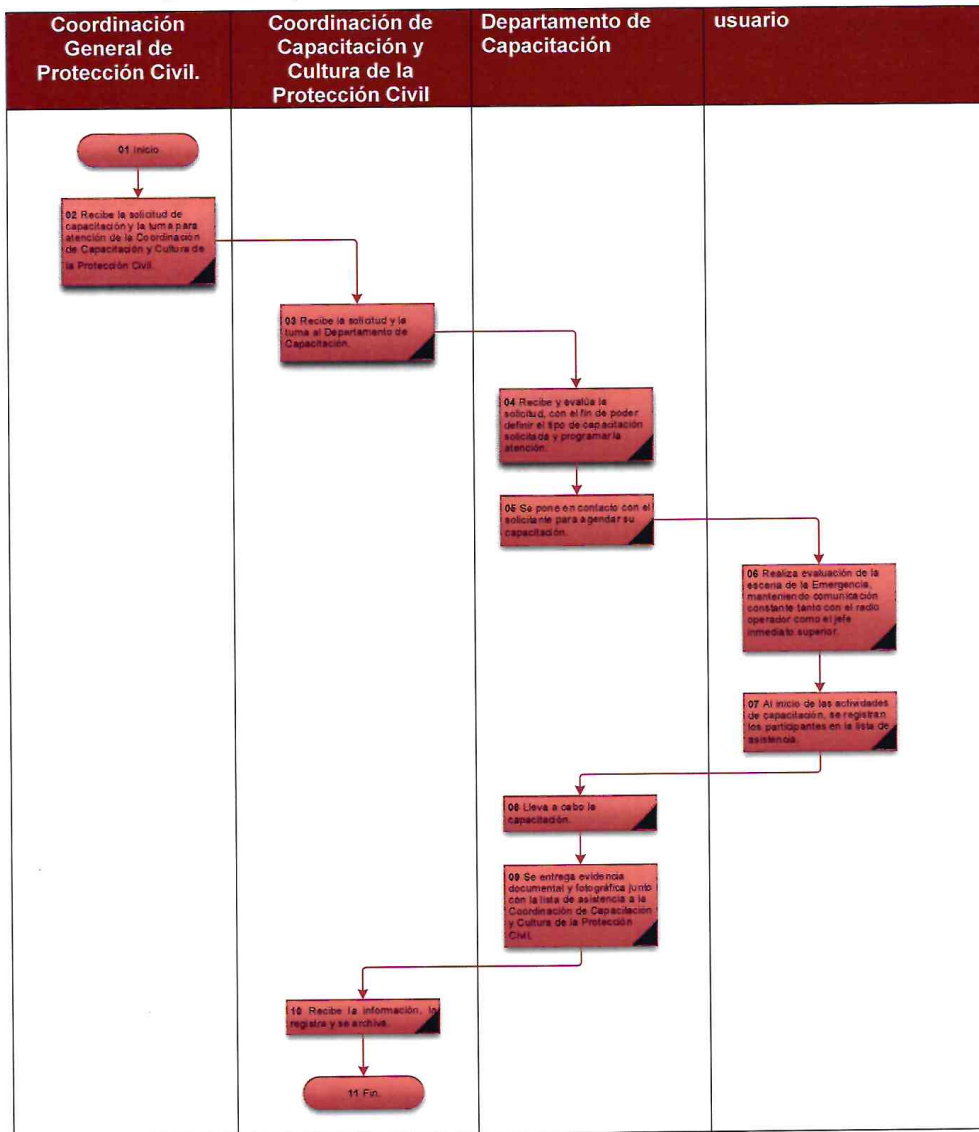 Coordinación
General de
Protección Civil.
Coordinación de
Capacitación y
Cultura de la
Protección Civil
Departamento de
Capacitación
usuario
01 Inicio
02 Recibe la solicitud de
capacitación y la turna para
atención de la Coordinación
de Capacitación y Cultura de
la Protección Civil.
03 Recibe la solicitud y la
turna al Departamento de
Capacitación.
04 Recibe y evalúa la
solicitud, con el fin de poder
definir el tipo de capacitación
solicitada y programar la
atención.
05 Se pone en contacto con el
solicitante para agendar su
capacitación.
06 Realiza evaluación de la
escena de la Emergencia,
manteniendo comunicación
constante tanto con el radio
operador como el jefe
inmediato superior.
07 Al inicio de las actividades
de capacitación, se registran
los participantes en la lista de
asistencia.
08 Lleva a cabo la
capacitación.
09 Se entrega evidencia
documental y fotográfica junto
con la lista de asistencia a la
Coordinación de Capacitación
y Cultura de la Protección
Civil.
10 Recibe la información, la
registra y se archiva.
11 Fin.